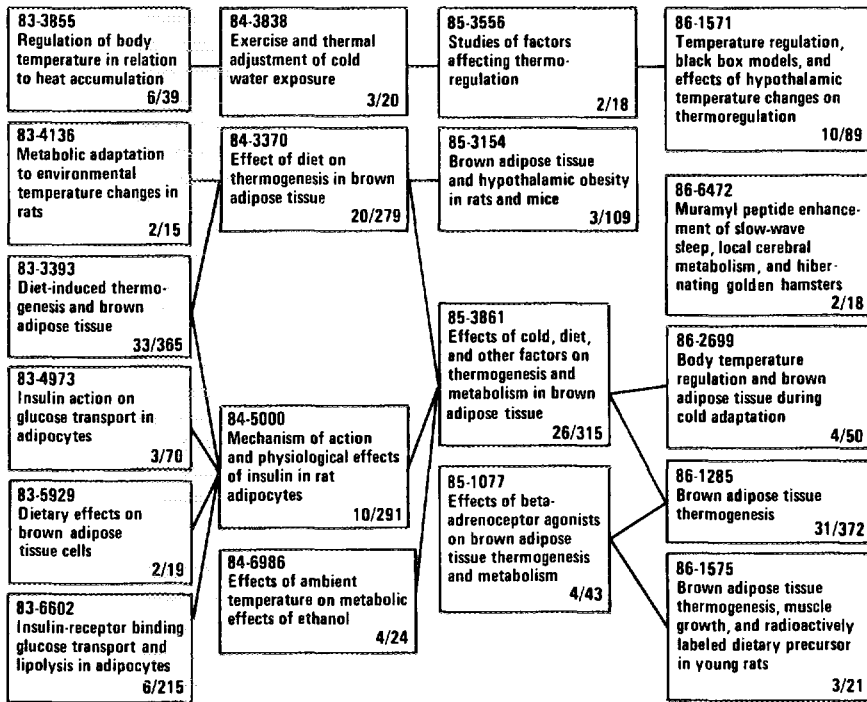 83-3855
Regulation of body
temperature in relation
to heat accumulation
6/39
83-4136
Metabolic adaptation
to environmental
temperature changes in
rats
2/15
83-3393
Diet-induced thermo-
genesis and brown
adipose tissue
33/365
83-4973
Insulin action on
glucose transport in
adipocytes
3/70
83-5929
Dietary effects on
brown adipose
tissue cells
2/19
83-6602
Insulin-receptor binding
glucose transport and
lipolysis in adipocytes
6/215
84-3838
Exercise and thermal
adjustment of cold
water exposure
3/20
84-3370
Effect of diet on
thermogenesis in brown
adipose tissue
20/279
84-5000
Mechanism of action
and physiological effects
of insulin in rat
adipocytes
10/291
84-6986
Effects of ambient
temperature on metabolic
effects of ethanol
4/24
85-3556
Studies of factors
affecting thermo-
regulation
2/18
85-3154
Brown adipose tissue
and hypothalamic obesity
in rats and mice
3/109
85-3861
Effects of cold, diet,
and other factors on
thermogenesis and
metabolism in brown
adipose tissue
26/315
85-1077
Effects of beta-
adrenoceptor agonists
on brown adipose
tissue thermogenesis
and metabolism
4/43
86-1571
Temperature regulation,
black box models, and
effects of hypothalamic
temperature changes on
thermoregulation
10/89
86-6472
Muramyl peptide enhance-
ment of slow-wave
sleep, local cerebral
metabolism, and hiber-
nating golden hamsters
2/18
86-2699
Body temperature
regulation and brown
adipose tissue during
cold adaptation
4/50
86-1285
Brown adipose tissue
thermogenesis
31/372
86-1575
Brown adipose tissue
thermogenesis, muscle
growth, and radioactively
labeled dietary precursor
in young rats
3/21